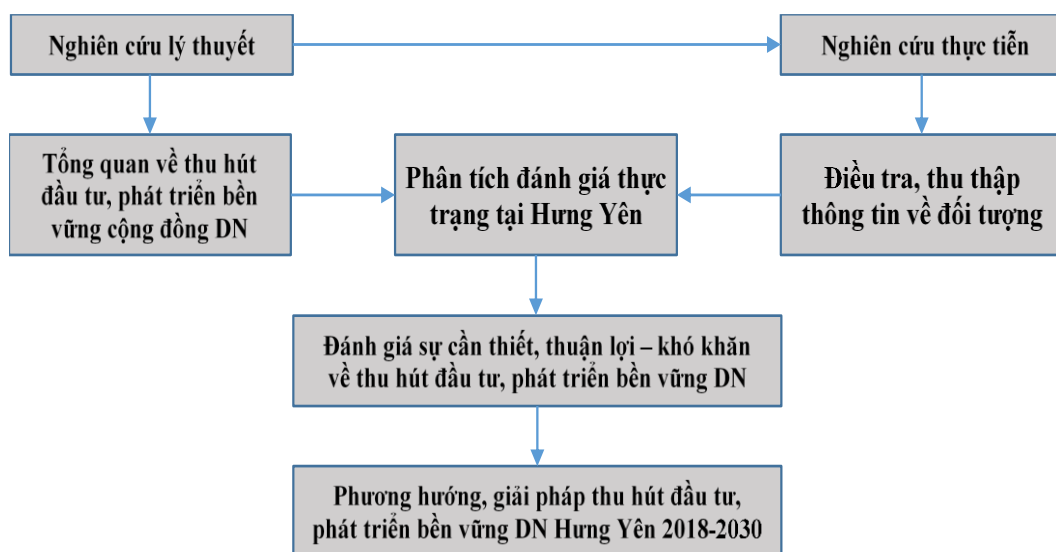 Nghiên cứu lý thuyết
Nghiên cứu thực tiễn
Tổng quan về thu hút
đầu tư, phát triển bền
vững cộng đồng DN
Phân tích đánh giá thực
trạng tại Hưng Yên
Điều tra, thu thập
thông tin về đối tượng
Đánh giá sự cần thiết, thuận lợi – khó khăn
về thu hút đầu tư, phát triển bền vững DN
Phương hướng, giải pháp thu hút đầu tư,
phát triển bền vững DN Hưng Yên 2018-2030